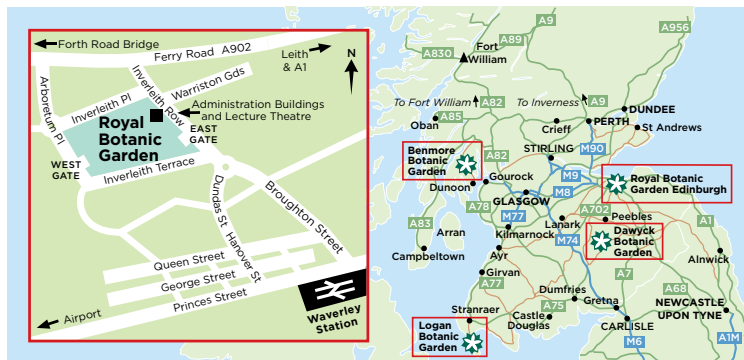 Forth Road Bridge
Ferry Road A902
Leith
& A1
N
Arboretum Pl
Inverleith Row
Warriston Gds
Inverleith Pl
Administration Buildings
and Lecture Theatre
Royal
Botanic
Garden
EAST
GATE
WEST
GATE
Inverleith Terrace
Dundas St
Hanover St
Broughton Street
Queen Street
George Street
Princes Street
Airport
Waverley
Station
A9
A89
A956
A830
Fort
William
To Fort William
A82
To Inverness
A9
DUNDEE
Oban
A85
Crieff
PERTH
St Andrews
Benmore
Botanic
Garden
A82
STIRLING
M90
M9
Royal Botanic
Garden Edinburgh
Dunoon
Gourock
M8
GLASGOW
A78
M77
A702
Peebles
Lanark
A83
Arran
Kilmarnock
M74
Dawyck
Botanic
Garden
A1
Campbeltown
Ayr
Alnwick
A7
Girvan
A77
A68
Dumfries
Gretna
NEWCASTLE
UPON TYNE
Stranraer
A75
Castle
Douglas
CARLISLE
Logan
Botanic
Garden
M6
A1M